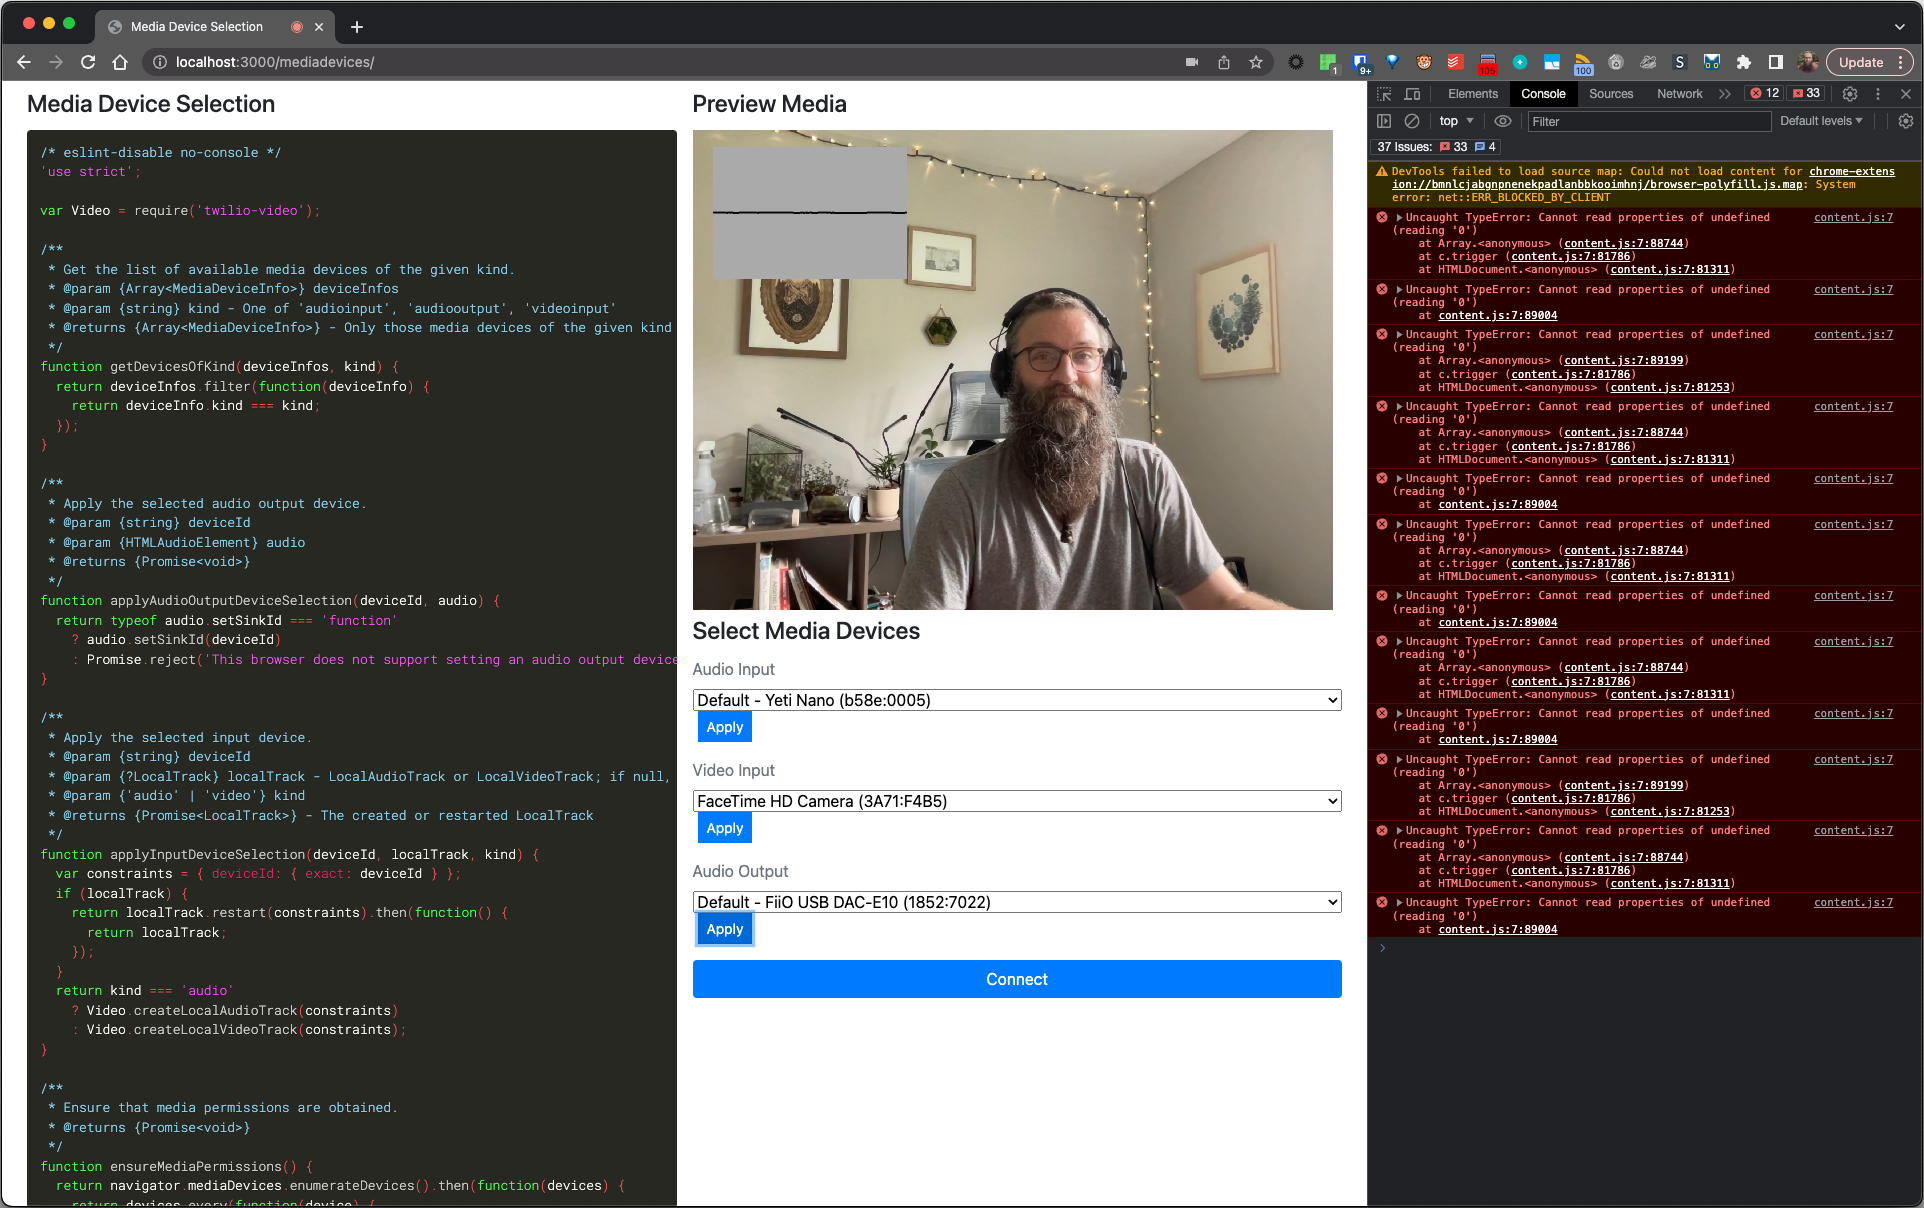 Media Device Selection
localhost:3000/mediadevices/
1
9+
105
100
S
Update
Media Device Selection
/* eslint-disable no-console */
'use strict';
var Video = require('twilio-video');
/**
* Get the list of available media devices of the given kind.
* @param {Array<MediaDeviceInfo>} deviceInfos
* @param {string} kind - One of 'audioinput', 'audiooutput', 'videoinput'
* @returns {Array<MediaDeviceInfo>} - Only those media devices of the given kind
*/
function getDevicesOfKind(deviceInfos, kind) {
return deviceInfos.filter(function(deviceInfo) {
return deviceInfo.kind === kind;
});
}
/**
* Apply the selected audio output device.
* @param {string} deviceId
* @param {HTMLAudioElement} audio
* @returns {Promise<void>}
*/
function applyAudioOutputDeviceSelection(deviceId, audio) {
return typeof audio.setSinkId === 'function'
? audio.setSinkId(deviceId)
: Promise.reject('This browser does not support setting an audio output device
}
/**
* Apply the selected input device.
* @param {string} deviceId
* @param {?LocalTrack} localTrack - LocalAudioTrack or LocalVideoTrack; if null,
* @param {'audio' | 'video'} kind
* @returns {Promise<LocalTrack>} - The created or restarted LocalTrack
*/
function applyInputDeviceSelection(deviceId, localTrack, kind) {
var constraints = { deviceId: { exact: deviceId } };
if (localTrack) {
return localTrack.restart(constraints).then(function() {
return localTrack;
});
}
return kind === 'audio'
? Video.createLocalAudioTrack(constraints)
: Video.createLocalVideoTrack(constraints);
}
/**
* Ensure that media permissions are obtained.
* @returns {Promise<void>}
*/
function ensureMediaPermissions() {
return navigator.mediaDevices.enumerateDevices().then(function(devices) {
return devices.every(function(device) {
Preview Media
Select Media Devices
Audio Input
Default - Yeti Nano (b58e:0005)
Apply
Video Input
FaceTime HD Camera (3A71:F4B5)
Apply
Audio Output
Default - FiiO USB DAC-E10 (1852:7022)
Apply
Connect
Elements Console Sources Network 12 33
top Filter Default levels
37 Issues: 33 4
DevTools failed to load source map: Could not load content for chrome-extens
ion://bmnlcjabgnpnenekpadlanbbkooimhnj/browser-polyfill.js.map: System
error: net::ERR_BLOCKED_BY_CLIENT
Uncaught TypeError: Cannot read properties of undefined content.js:7
(reading '0')
at Array.<anonymous> (content.js:7:88744)
at c.trigger (content.js:7:81786)
at HTMLDocument.<anonymous> (content.js:7:81311)
Uncaught TypeError: Cannot read properties of undefined content.js:7
(reading '0')
at content.js:7:89004
Uncaught TypeError: Cannot read properties of undefined content.js:7
(reading '0')
at Array.<anonymous> (content.js:7:89199)
at c.trigger (content.js:7:81786)
at HTMLDocument.<anonymous> (content.js:7:81253)
Uncaught TypeError: Cannot read properties of undefined content.js:7
(reading '0')
at Array.<anonymous> (content.js:7:88744)
at c.trigger (content.js:7:81786)
at HTMLDocument.<anonymous> (content.js:7:81311)
Uncaught TypeError: Cannot read properties of undefined content.js:7
(reading '0')
at content.js:7:89004
Uncaught TypeError: Cannot read properties of undefined content.js:7
(reading '0')
at Array.<anonymous> (content.js:7:88744)
at c.trigger (content.js:7:81786)
at HTMLDocument.<anonymous> (content.js:7:81311)
Uncaught TypeError: Cannot read properties of undefined content.js:7
(reading '0')
at content.js:7:89004
Uncaught TypeError: Cannot read properties of undefined content.js:7
(reading '0')
at Array.<anonymous> (content.js:7:88744)
at c.trigger (content.js:7:81786)
at HTMLDocument.<anonymous> (content.js:7:81311)
Uncaught TypeError: Cannot read properties of undefined content.js:7
(reading '0')
at content.js:7:89004
Uncaught TypeError: Cannot read properties of undefined content.js:7
(reading '0')
at Array.<anonymous> (content.js:7:89199)
at c.trigger (content.js:7:81786)
at HTMLDocument.<anonymous> (content.js:7:81253)
Uncaught TypeError: Cannot read properties of undefined content.js:7
(reading '0')
at Array.<anonymous> (content.js:7:88744)
at c.trigger (content.js:7:81786)
at HTMLDocument.<anonymous> (content.js:7:81311)
Uncaught TypeError: Cannot read properties of undefined content.js:7
(reading '0')
at content.js:7:89004